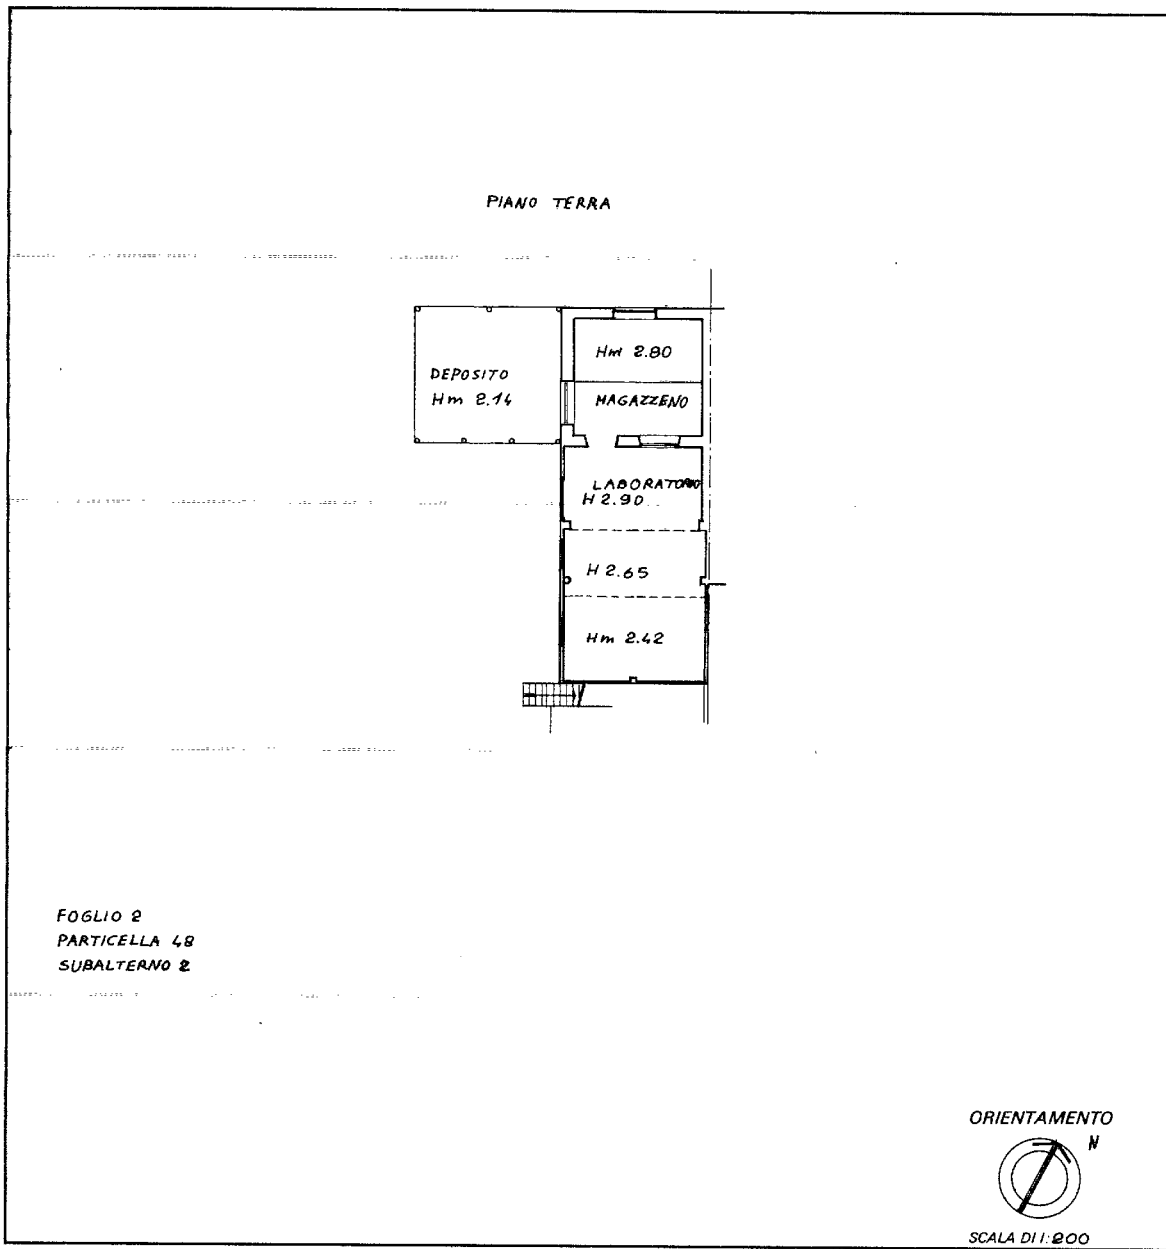 PIANO TERRA
Hm 2.80
DEPOSITO
Hm 2.14
MAGAZZENO
LABORATORIO
H 2.90
H 2.65
Hm 2.42
FOGLIO 2
PARTICELLA 48
SUBALTERNO 2
ORIENTAMENTO
N
SCALA DI 1:200